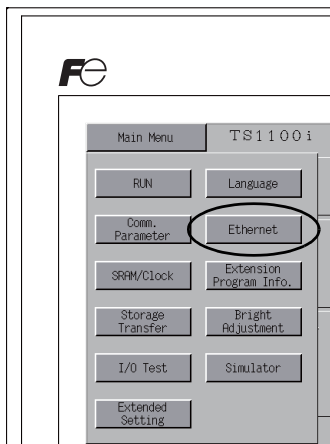 Fe
Main Menu
TS1100i
RUN
Language
Comm.
Parameter
Ethernet
SRAM/Clock
Extension
Program Info.
Storage
Transfer
Bright
Adjustment
I/O Test
Simulator
Extended
Setting